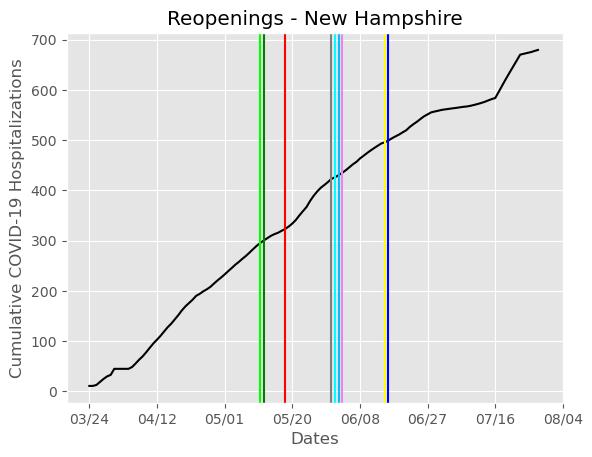 Reopenings - New Hampshire
Cumulative COVID-19 Hospitalizations
700
600
500
400
300
200
100
0
03/24 04/12 05/01 05/20 06/08 06/27 07/16 08/04
Dates